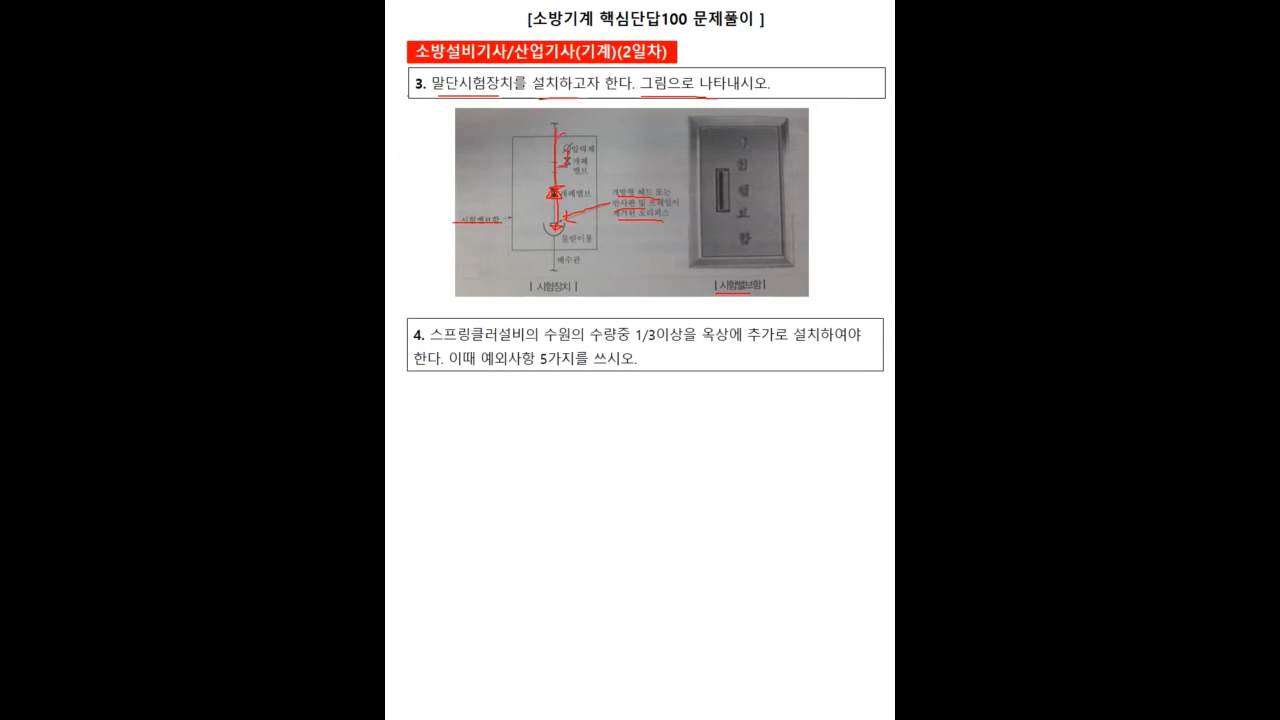 [소방기계 핵심단답100 문제풀이 ]
소방설비기사/산업기사(기계)(2일차)
3. 말단시험장치를 설치하고자 한다. 그림으로 나타내시오.
압력계
개폐
밸브
개폐밸브
개방형 헤드 또는
반사판 및 프레임이
제거된 오리피스
시험밸브함
물받이통
배수관
| 시험장치 |
험
밸
브
함
| 시험밸브함 |
4. 스프링클러설비의 수원의 수량중 1/3이상을 옥상에 추가로 설치하여야
한다. 이때 예외사항 5가지를 쓰시오.